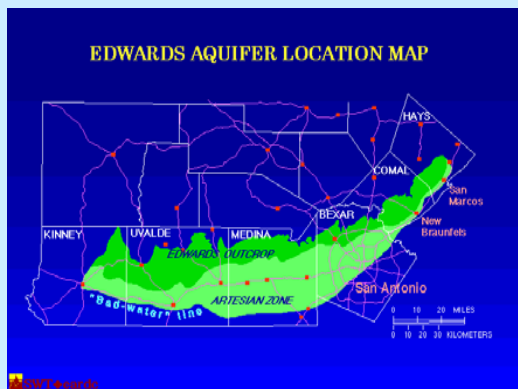 EDWARDS AQUIFER LOCATION MAP
HAYS
COMAL
San
Marcos
BEXAR
New
Braunfels
KINNEY
UVALDE
MEDINA
EDWARDS OUTCROP
San Antonio
ARTESIAN ZONE
"Bad-water" line
0 10 20 MILES
0 10 20 30 KILOMETERS